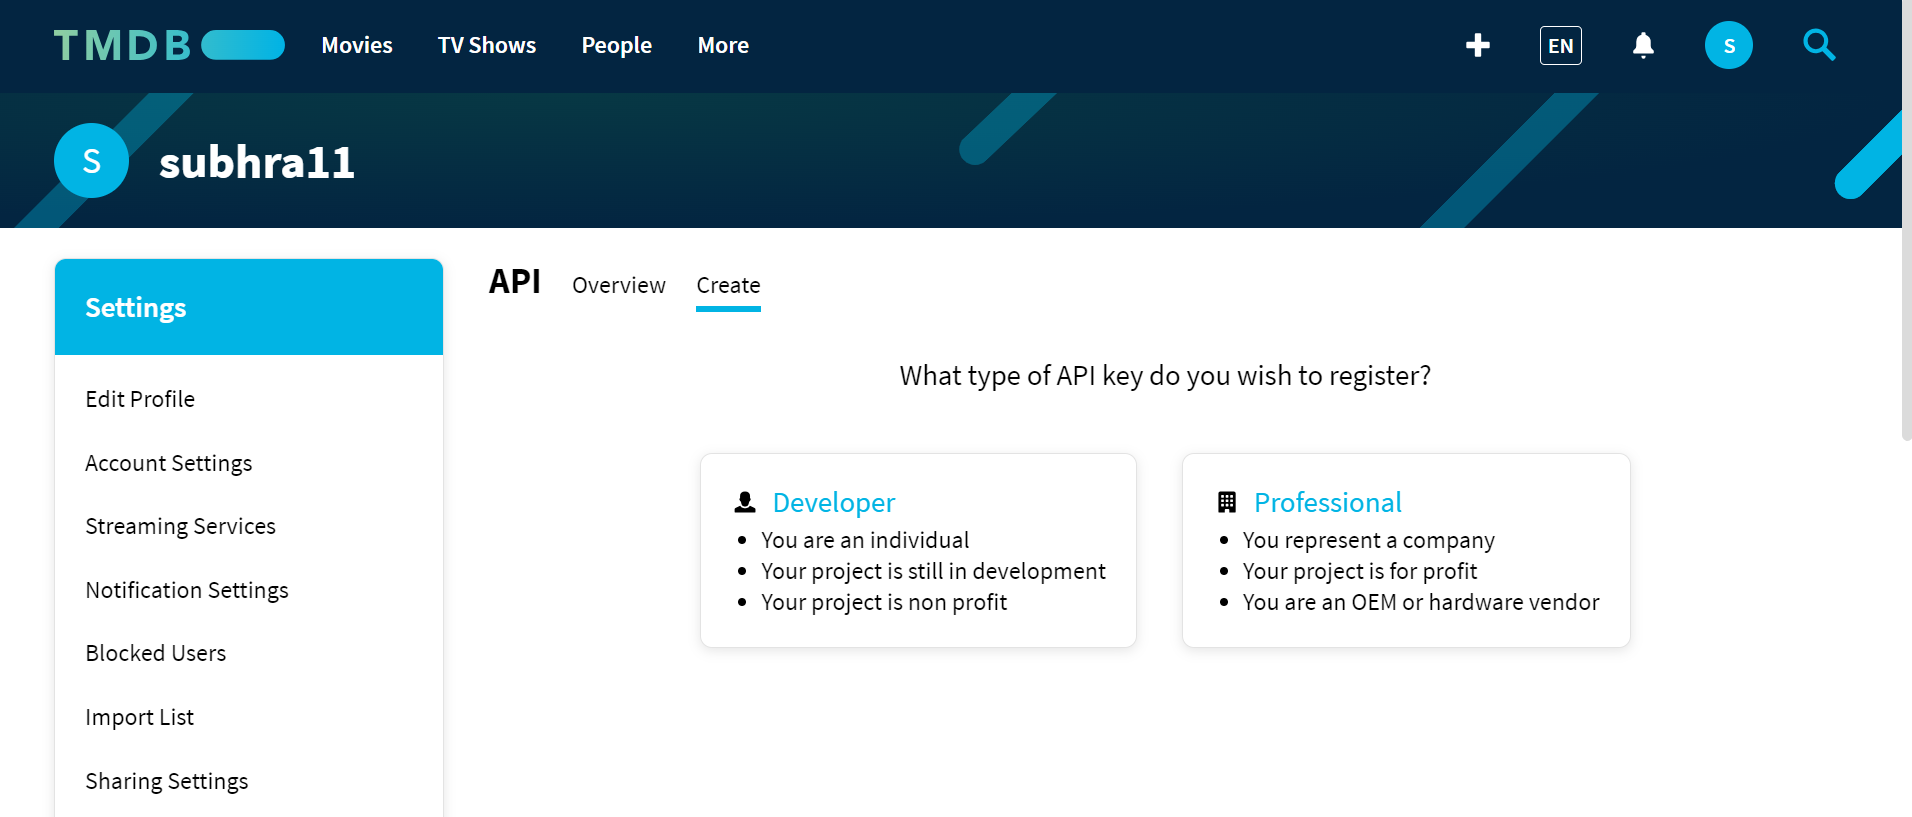 TMDB Movies TV Shows People More EN S
S subhra11
Settings
Edit Profile
Account Settings
Streaming Services
Notification Settings
Blocked Users
Import List
Sharing Settings
API Overview Create
What type of API key do you wish to register?
Developer
You are an individual
Your project is still in development
Your project is non profit
Professional
You represent a company
Your project is for profit
You are an OEM or hardware vendor